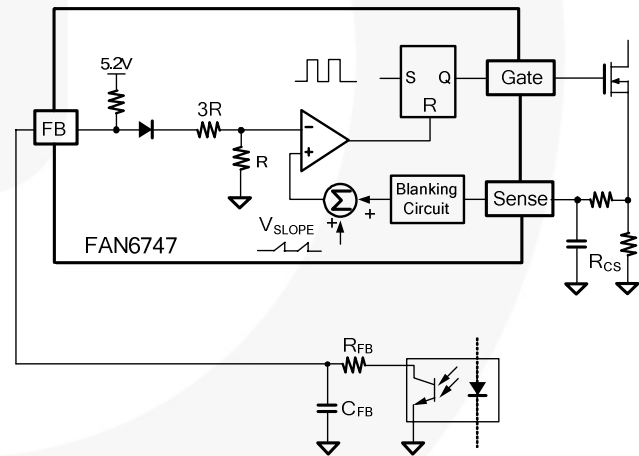 5.2V
FB
3R
R
S Q
R
Gate
Blanking
Circuit
Sense
Σ
+
+
−
+
VSLOPE
FAN6747
RCS
RFB
CFB